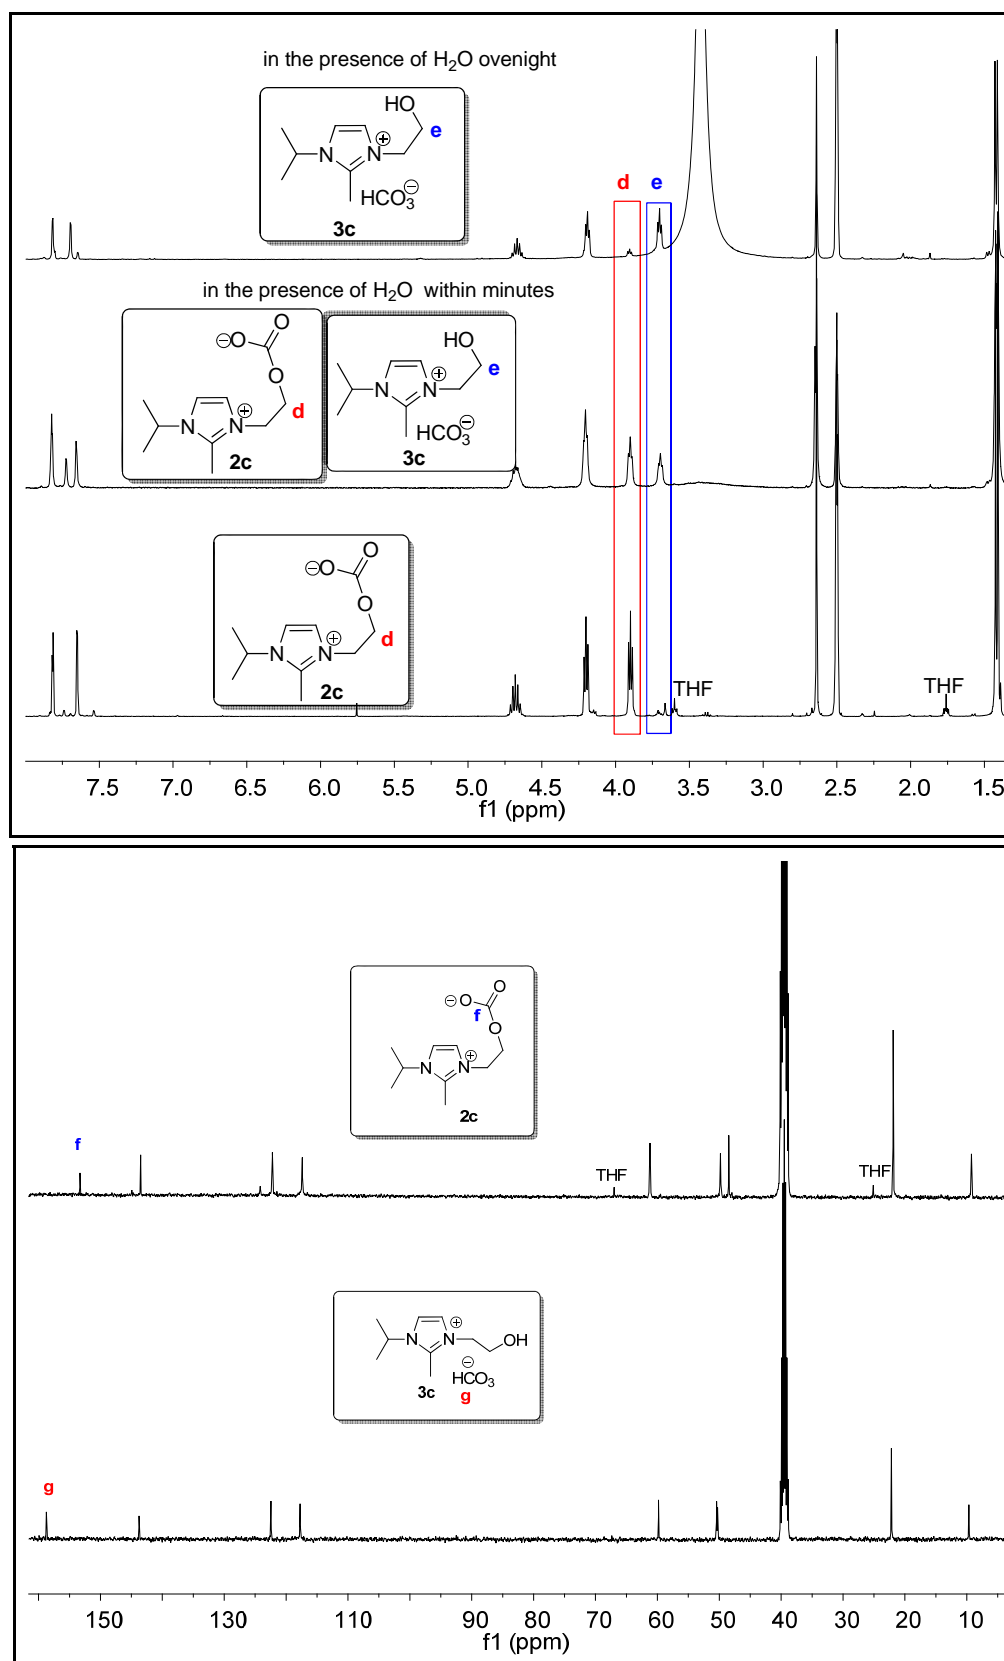 in the presence of H₂O ovenight
HO
e
N
N
⊕
HCO₃⊖
3c
d
e
in the presence of H₂O within minutes
O
⊖O
O
d
N
N
⊕
2c
HO
e
N
N
⊕
HCO₃⊖
3c
O
⊖O
O
d
N
N
⊕
2c
THF
THF
7.5 7.0 6.5 6.0 5.5 5.0 4.5 4.0 3.5 3.0 2.5 2.0 1.5
f1 (ppm)
O
⊖O
f
O
N
N
⊕
2c
f
THF
THF
N
N
⊕
OH
⊖
HCO₃
3c
g
g
150 130 110 90 80 70 60 50 40 30 20 10
f1 (ppm)